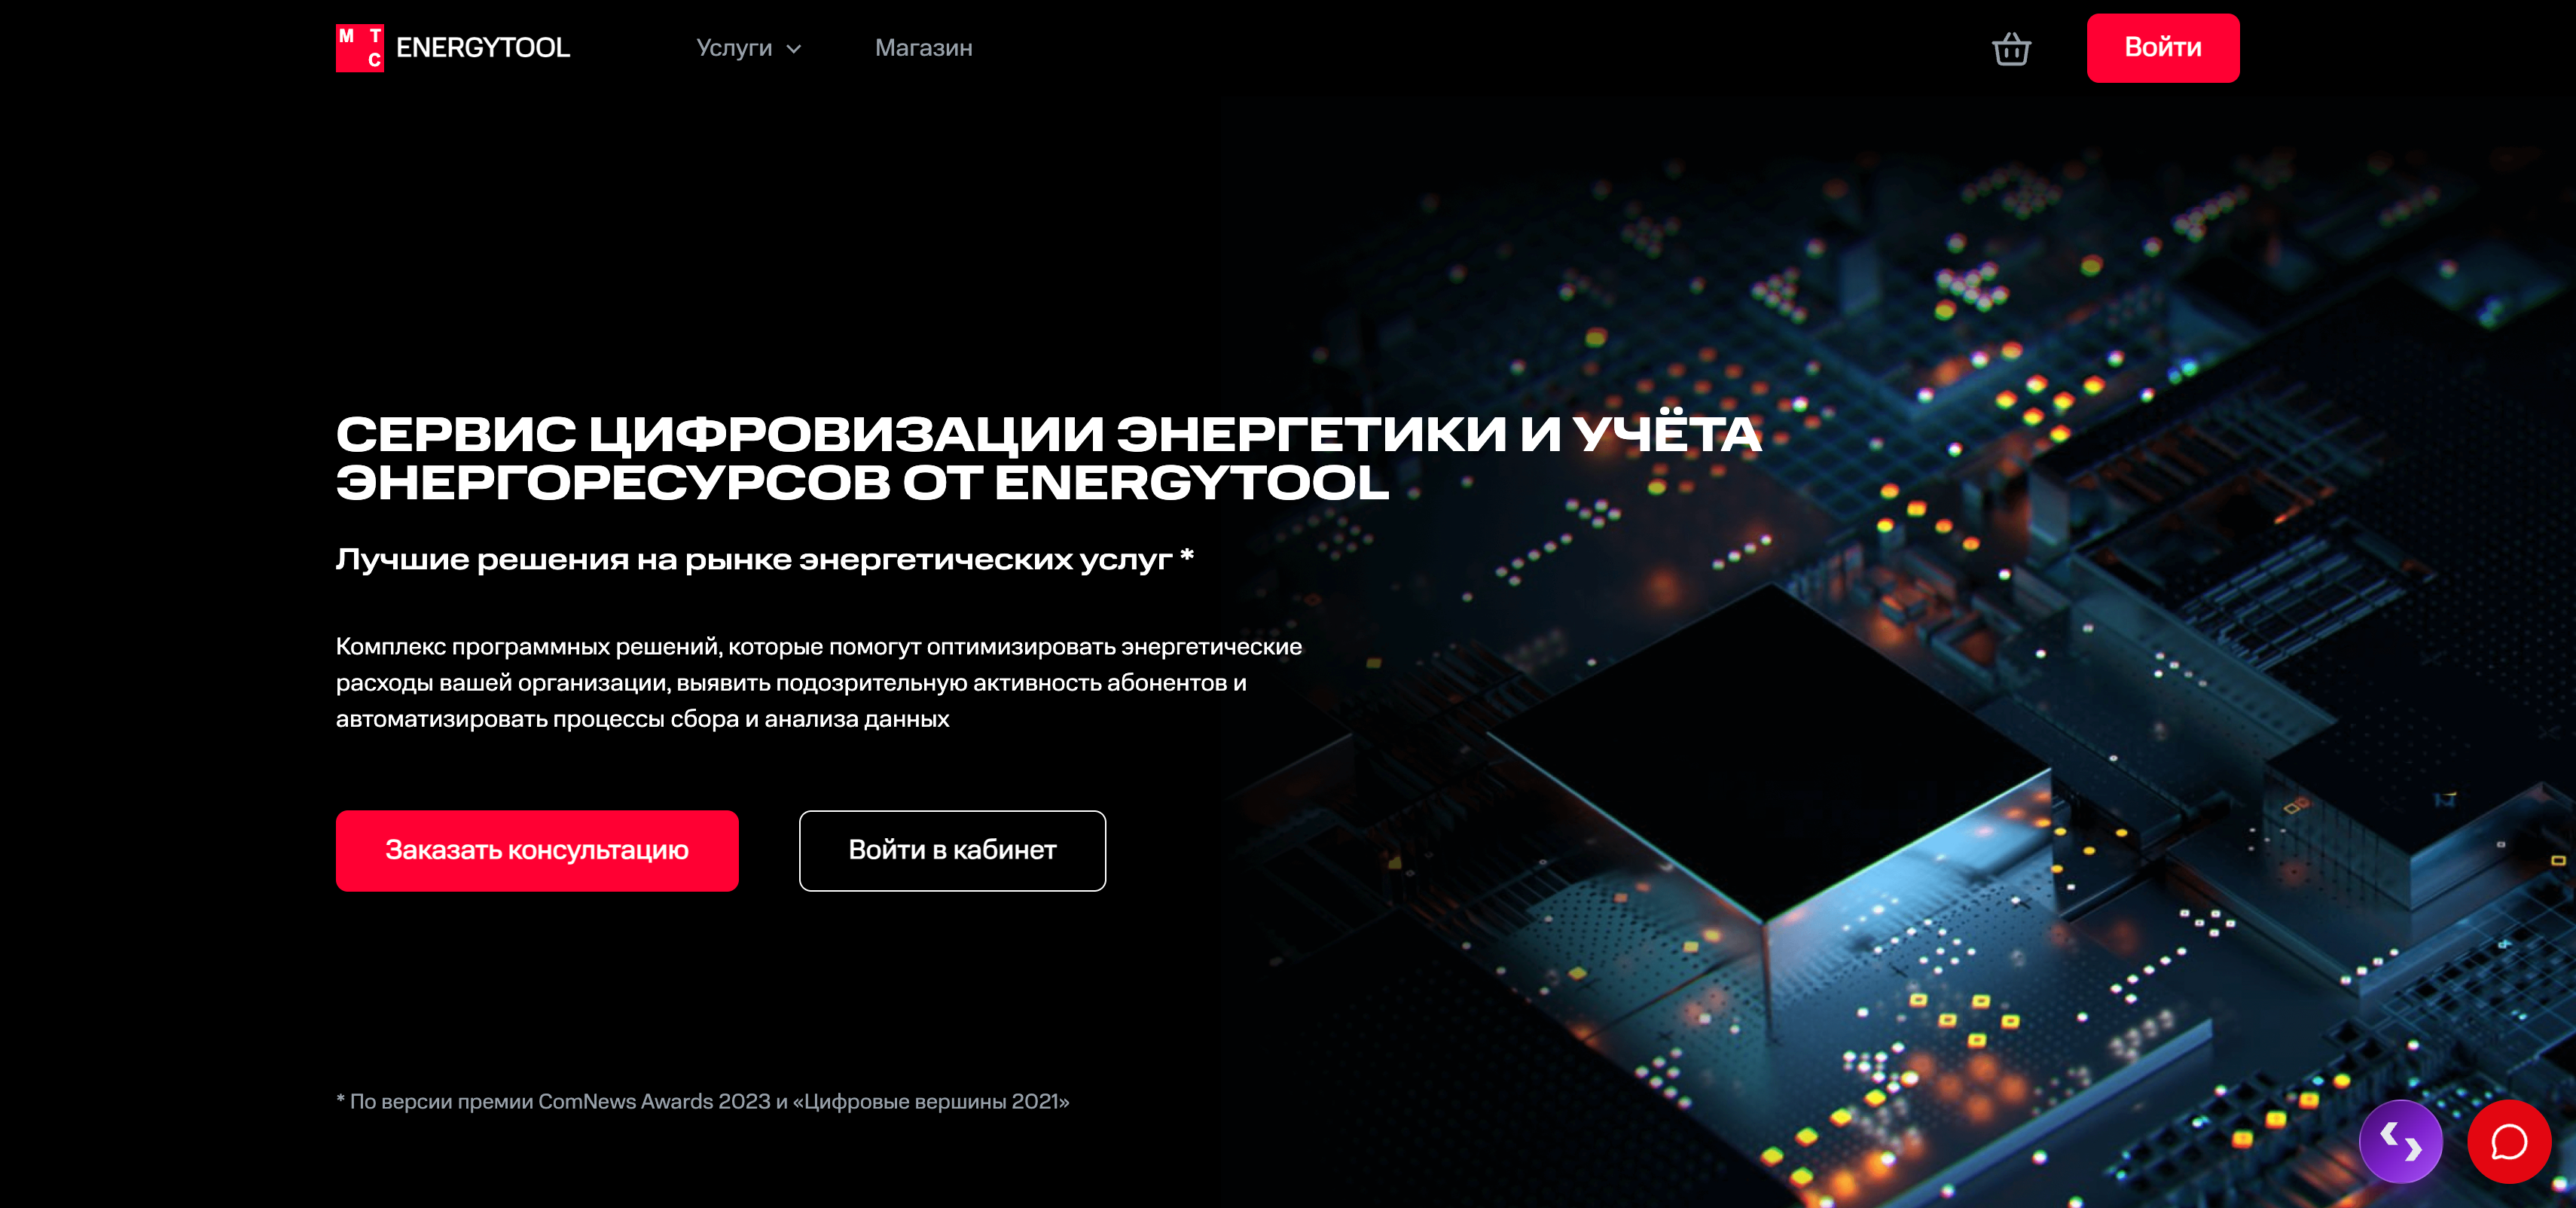 МТС ENERGYTOOL
Услуги
Магазин
Войти
СЕРВИС ЦИФРОВИЗАЦИИ ЭНЕРГЕТИКИ И УЧЁТА
ЭНЕРГОРЕСУРСОВ ОТ ENERGYTOOL
Лучшие решения на рынке энергетических услуг *
Комплекс программных решений, которые помогут оптимизировать энергетические
расходы вашей организации, выявить подозрительную активность абонентов и
автоматизировать процессы сбора и анализа данных
Заказать консультацию
Войти в кабинет
* По версии премии ComNews Awards 2023 и «Цифровые вершины 2021»